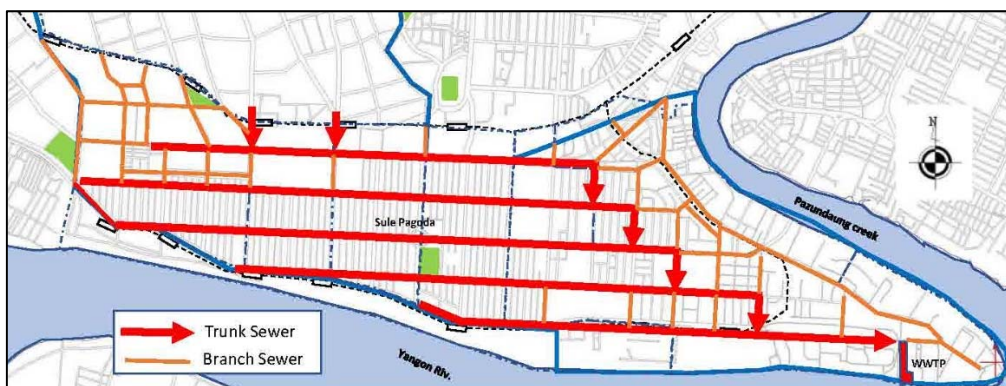 N
Pazundaung creek
Sule Pagoda
Trunk Sewer
Branch Sewer
Yangon Riv.
WWTP